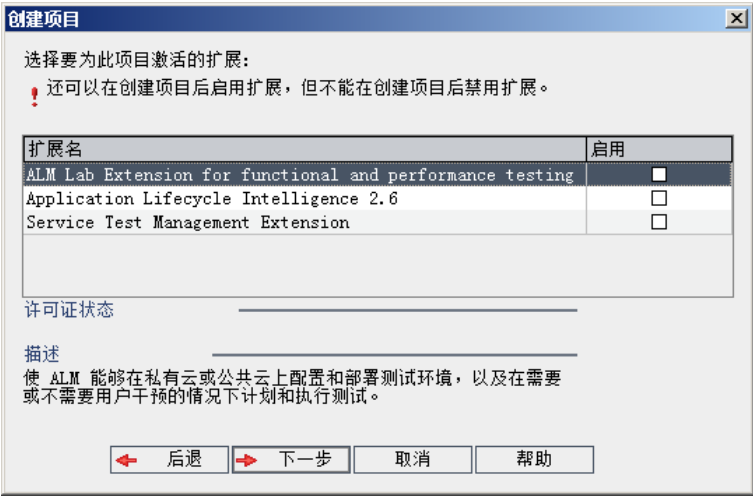 创建项目
选择要为此项目激活的扩展:
还可以在创建项目后启用扩展，但不能在创建项目后禁用扩展。
扩展名 启用
ALM Lab Extension for functional and performance testing
Application Lifecycle Intelligence 2.6
Service Test Management Extension
许可证状态
描述
使 ALM 能够在私有云或公共云上配置和部署测试环境，以及在需要
或不需要用户干预的情况下计划和执行测试。
后退 下一步 取消 帮助